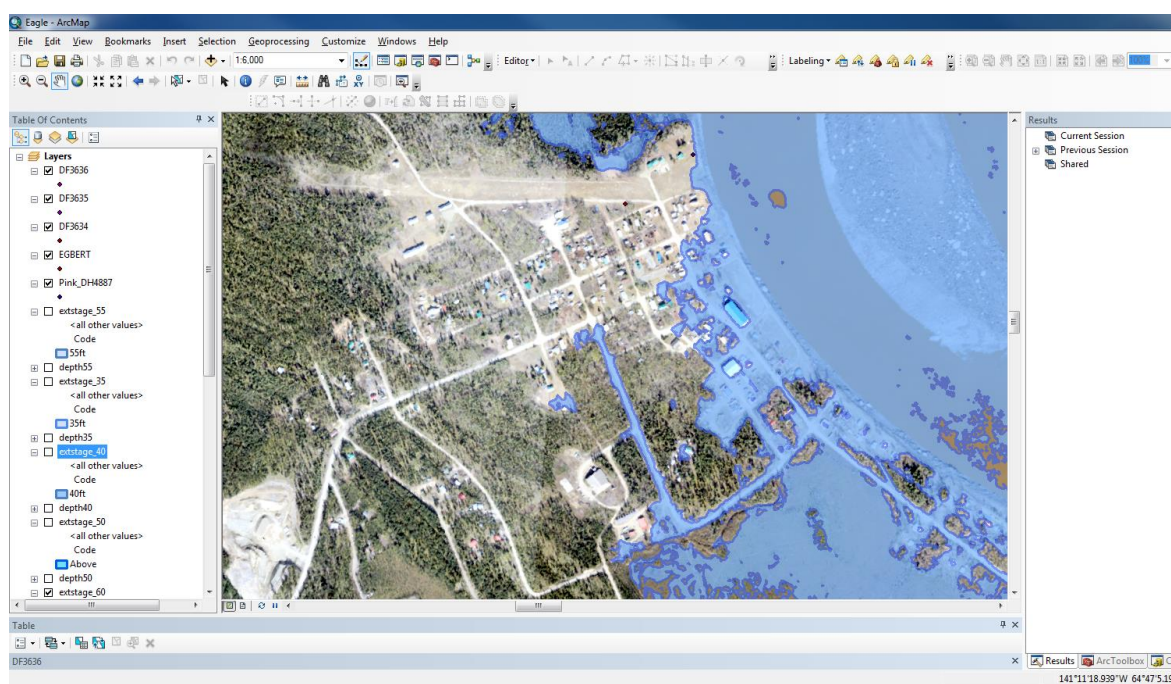 Eagle - ArcMap
File Edit View Bookmarks Insert Selection Geoprocessing Customize Windows Help
1:6,000 Editor Labeling
Table Of Contents
Layers
DF3636
DF3635
DF3634
EGBERT
Pink_DH4887
extstage_55
<all other values>
Code
55ft
depth55
extstage_35
<all other values>
Code
35ft
depth35
extstage_40
<all other values>
Code
40ft
depth40
extstage_50
<all other values>
Code
Above
depth50
extstage_60
Results
Current Session
Previous Session
Shared
Table
DF3636
Results ArcToolbox
141°11'18.939"W 64°47'5.19